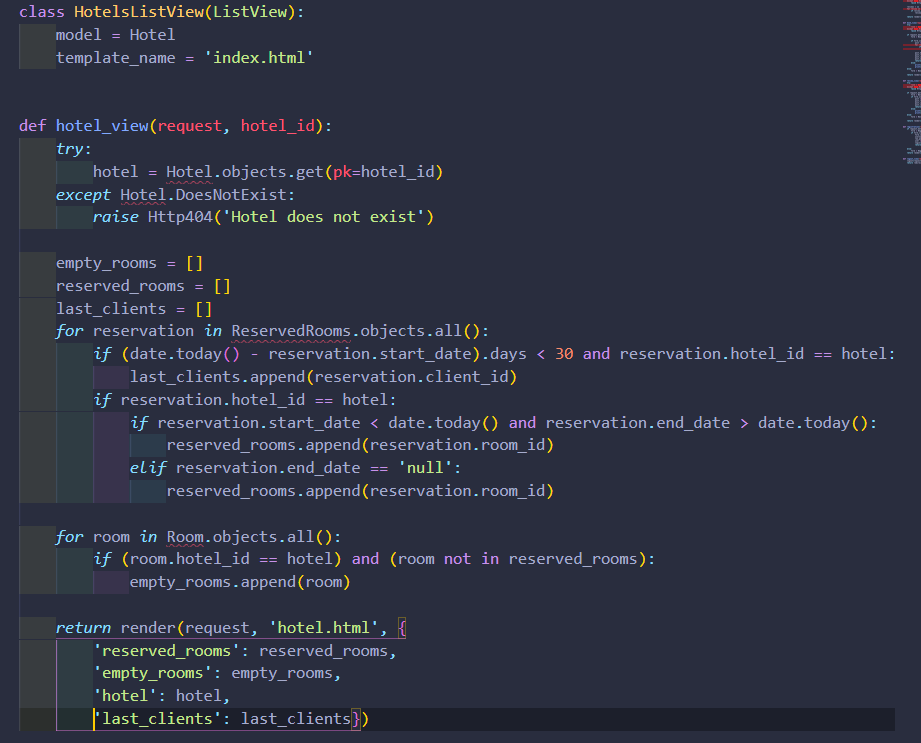 class HotelsListView(ListView):
    model = Hotel
    template_name = 'index.html'
def hotel_view(request, hotel_id):
    try:
        hotel = Hotel.objects.get(pk=hotel_id)
    except Hotel.DoesNotExist:
        raise Http404('Hotel does not exist')
    empty_rooms = []
    reserved_rooms = []
    last_clients = []
    for reservation in ReservedRooms.objects.all():
        if (date.today() - reservation.start_date).days < 30 and reservation.hotel_id == hotel:
            last_clients.append(reservation.client_id)
        if reservation.hotel_id == hotel:
            if reservation.start_date < date.today() and reservation.end_date > date.today():
                reserved_rooms.append(reservation.room_id)
            elif reservation.end_date == 'null':
                reserved_rooms.append(reservation.room_id)
    for room in Room.objects.all():
        if (room.hotel_id == hotel) and (room not in reserved_rooms):
            empty_rooms.append(room)
    return render(request, 'hotel.html', {
        'reserved_rooms': reserved_rooms,
        'empty_rooms': empty_rooms,
        'hotel': hotel,
        'last_clients': last_clients})